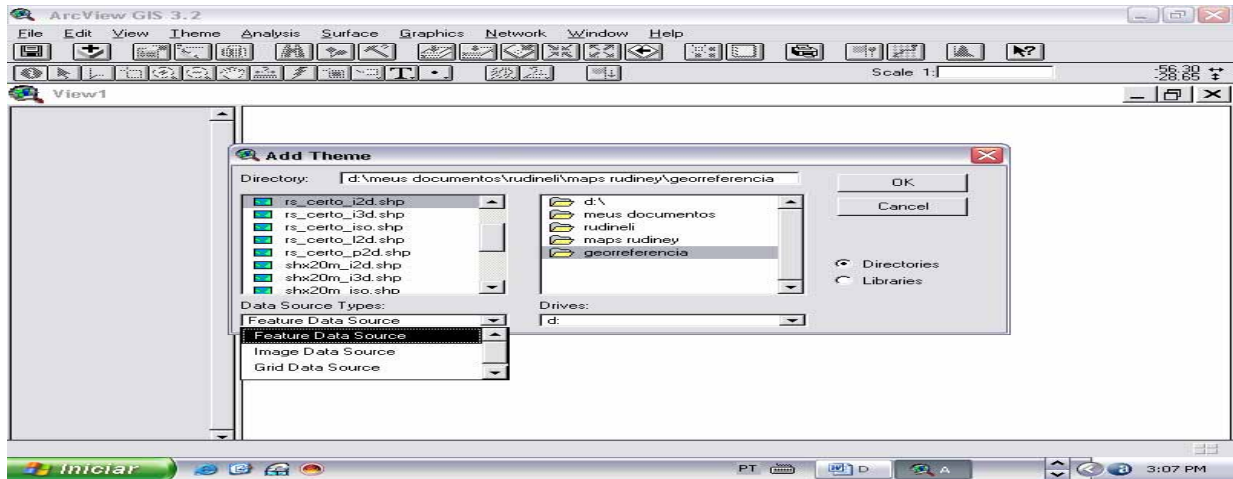 ArcView GIS 3.2
File Edit View Theme Analysis Surface Graphics Network Window Help
Scale 1:
-56.30
-28.65
View1
Add Theme
Directory: d:\meus documentos\rudineli\maps rudiney\georreferencia
OK
Cancel
rs_certo_i2d.shp
rs_certo_i3d.shp
rs_certo_iso.shp
rs_certo_l2d.shp
rs_certo_p2d.shp
shx20m_i2d.shp
shx20m_i3d.shp
shx20m_iso.shp
d:\
meus documentos
rudineli
maps rudiney
georreferencia
Directories
Libraries
Data Source Types:
Drives:
Feature Data Source
d:
Feature Data Source
Image Data Source
Grid Data Source
Iniciar
PT
D
A
3:07 PM